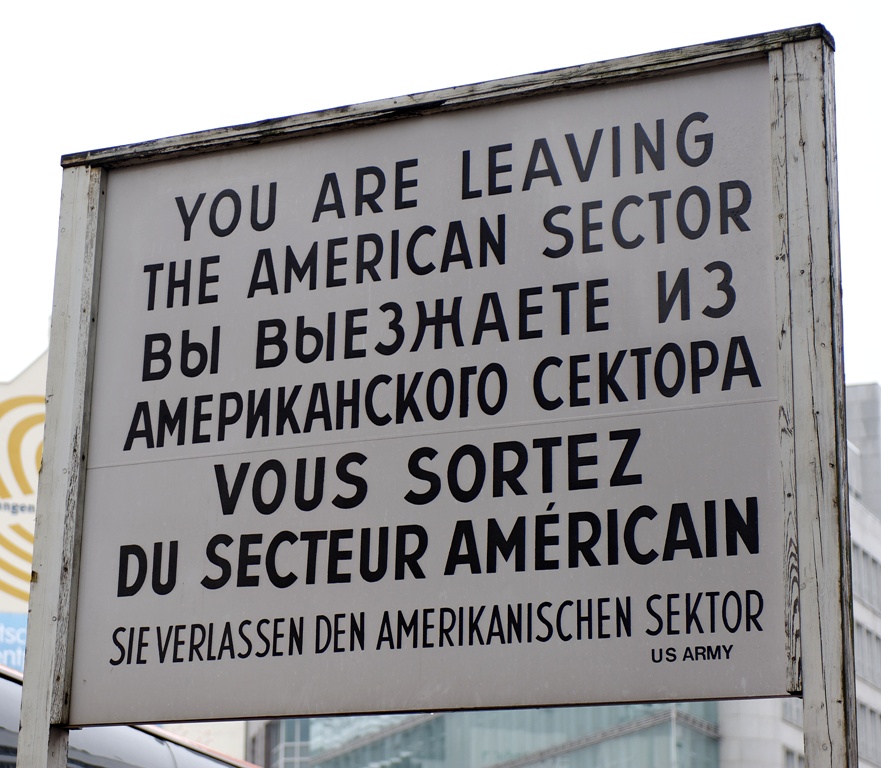 YOU ARE LEAVING
THE AMERICAN SECTOR
ВЫ ВЫЕЗЖАЕТЕ ИЗ
АМЕРИКАНСКОГО СЕКТОРА
VOUS SORTEZ
DU SECTEUR AMÉRICAIN
SIE VERLASSEN DEN AMERIKANISCHEN SEKTOR
US ARMY